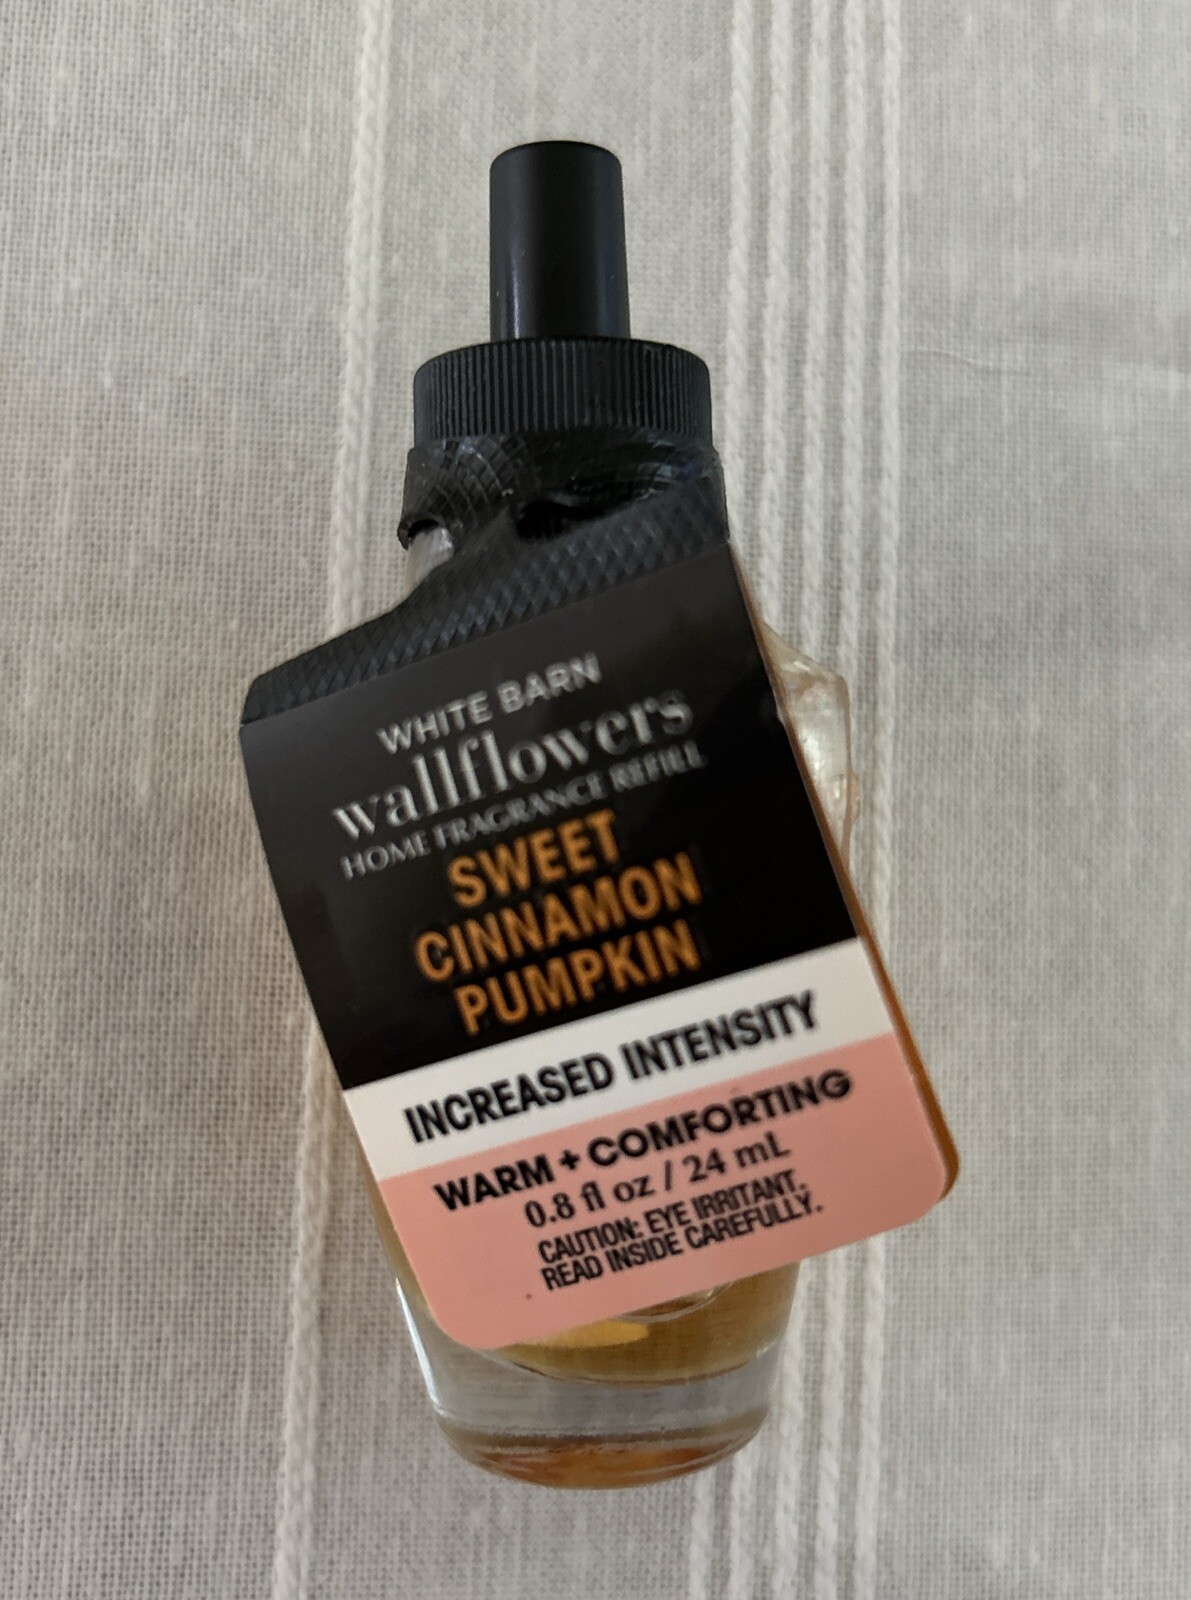 WHITE BARN
wallflowers
HOME FRAGRANCE REFILL
SWEET
CINNAMON
PUMPKIN
INCREASED INTENSITY
WARM + COMFORTING
0.8 fl oz / 24 mL
CAUTION: EYE IRRITANT.
READ INSIDE CAREFULLY.